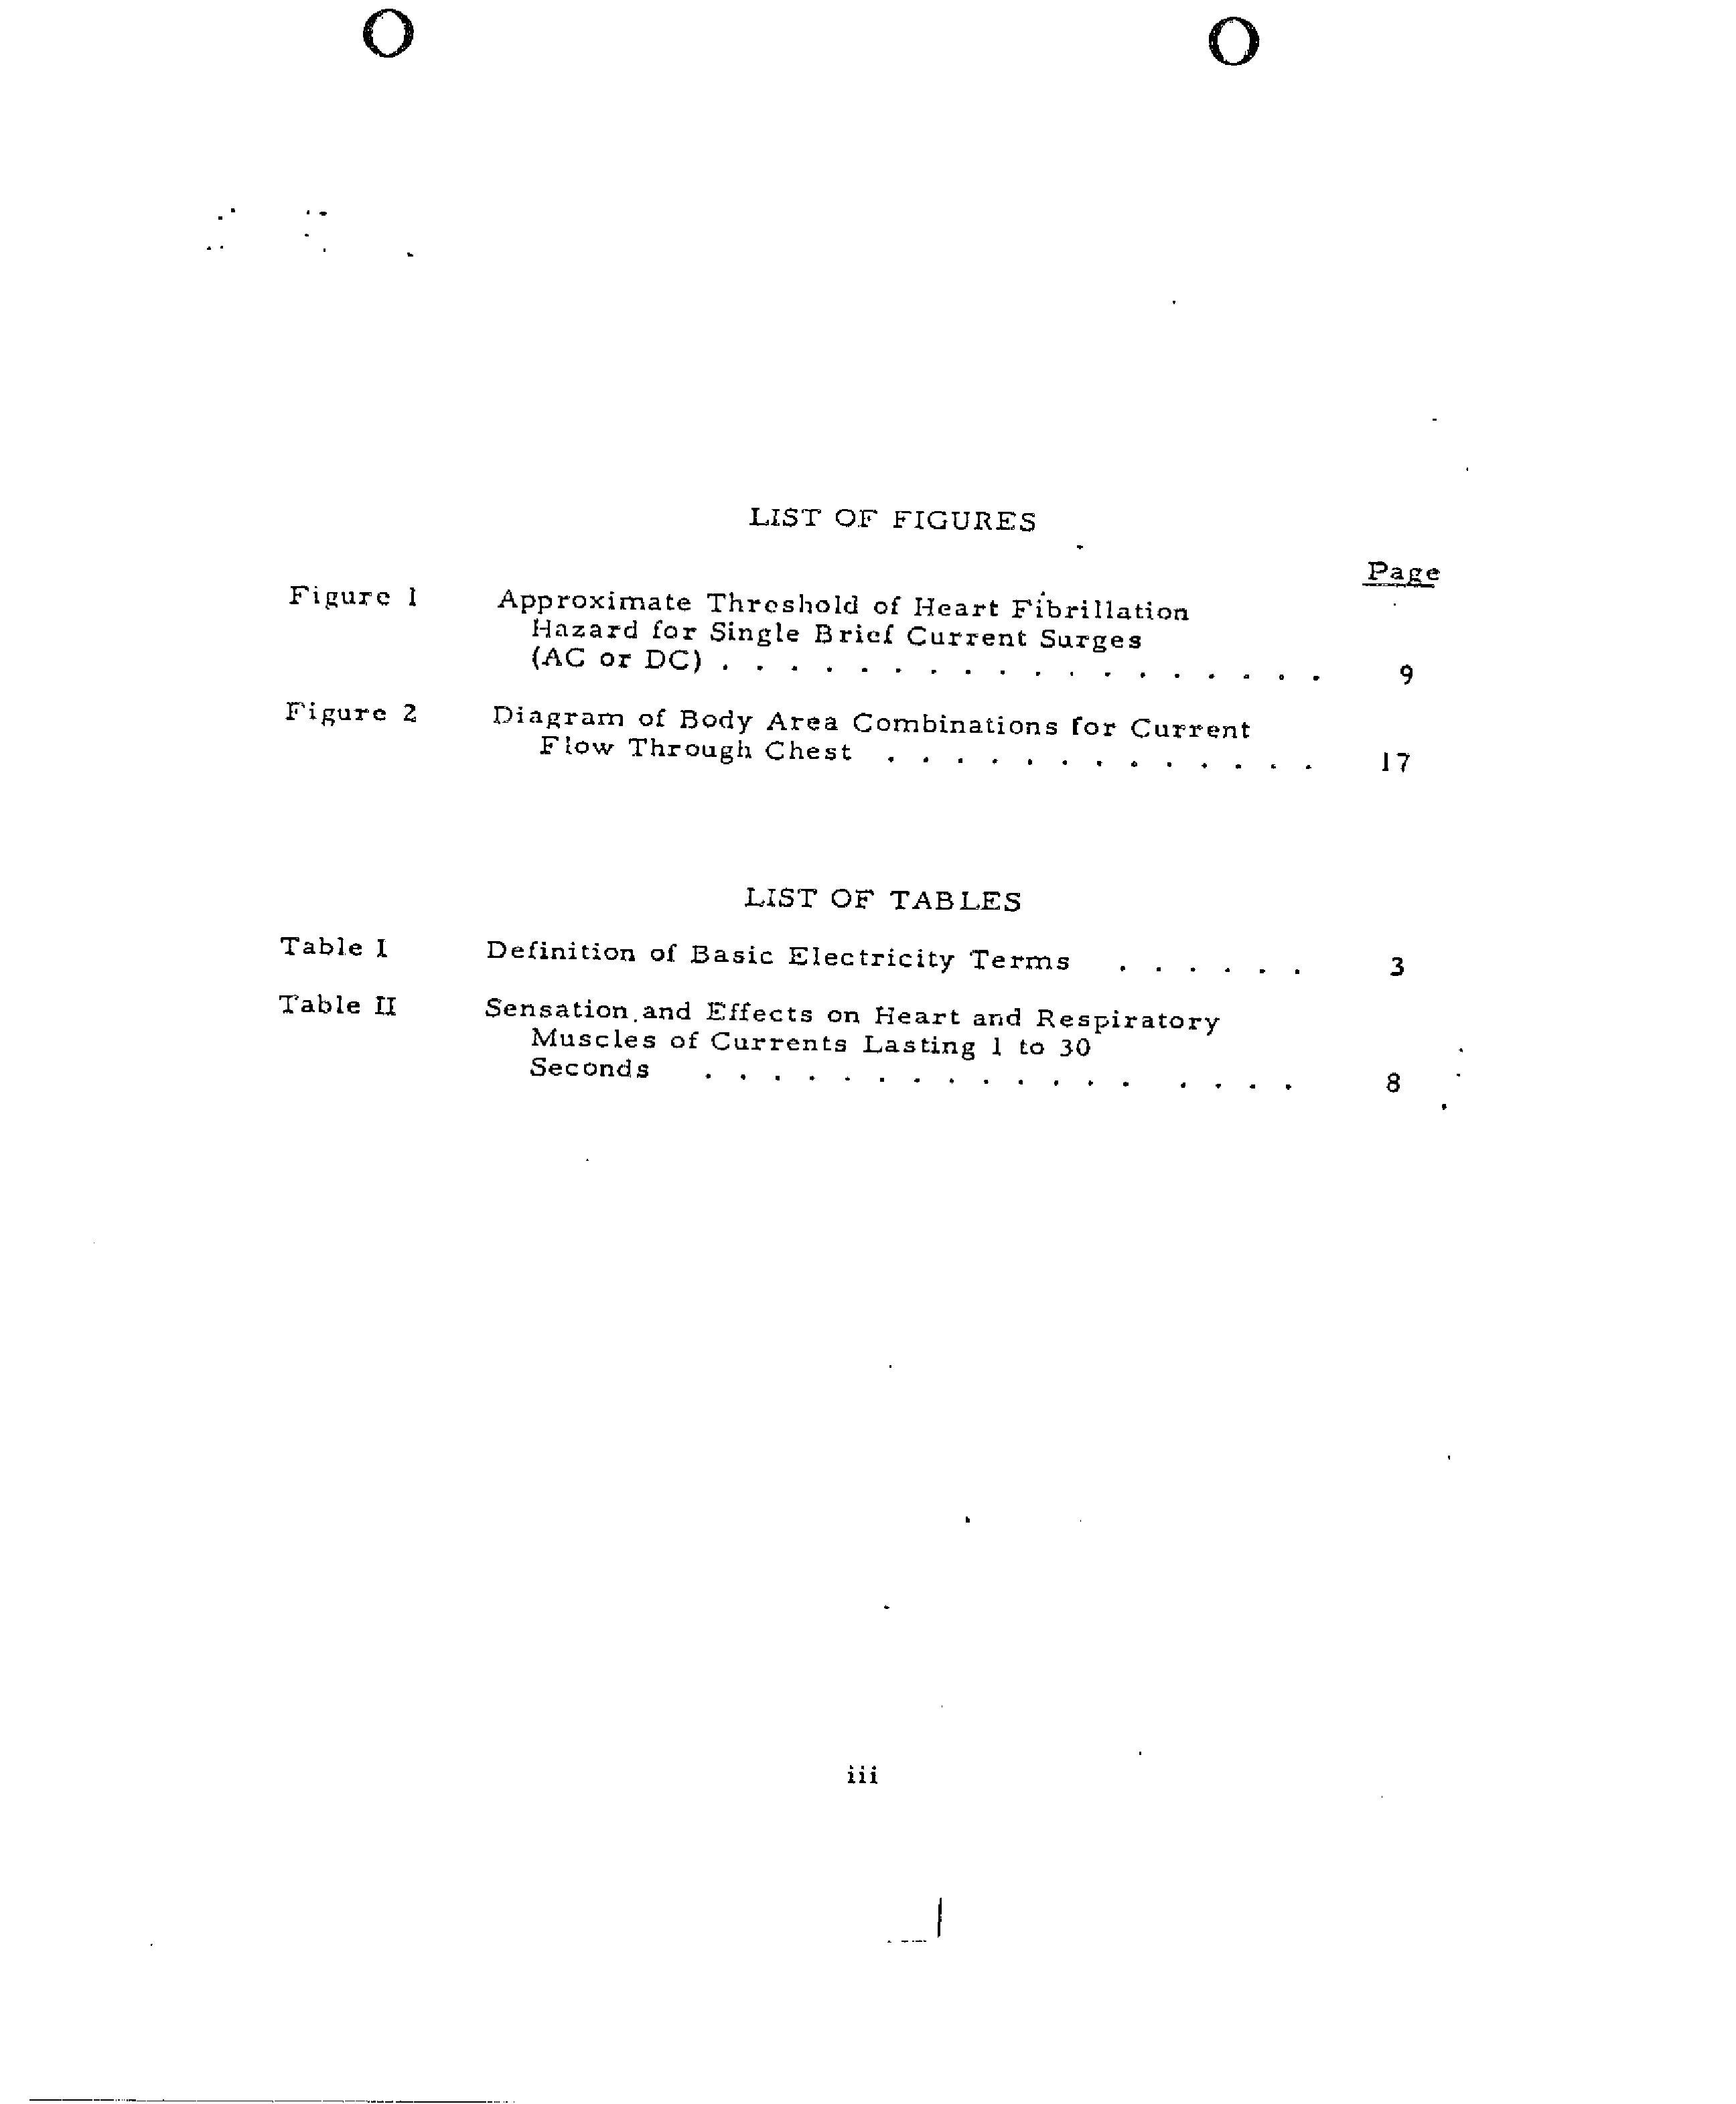 LIST OF FIGURES
Page
Figure 1 Approximate Threshold of Heart Fibrillation
Hazard for Single Brief Current Surges
(AC or DC) . . . . . . . . . . . . . . . . . . 9
Figure 2 Diagram of Body Area Combinations for Current
Flow Through Chest . . . . . . . . . . . . . 17
LIST OF TABLES
Table I Definition of Basic Electricity Terms . . . . . . 3
Table II Sensation and Effects on Heart and Respiratory
Muscles of Currents Lasting 1 to 30
Seconds . . . . . . . . . . . . . . . . . 8
iii